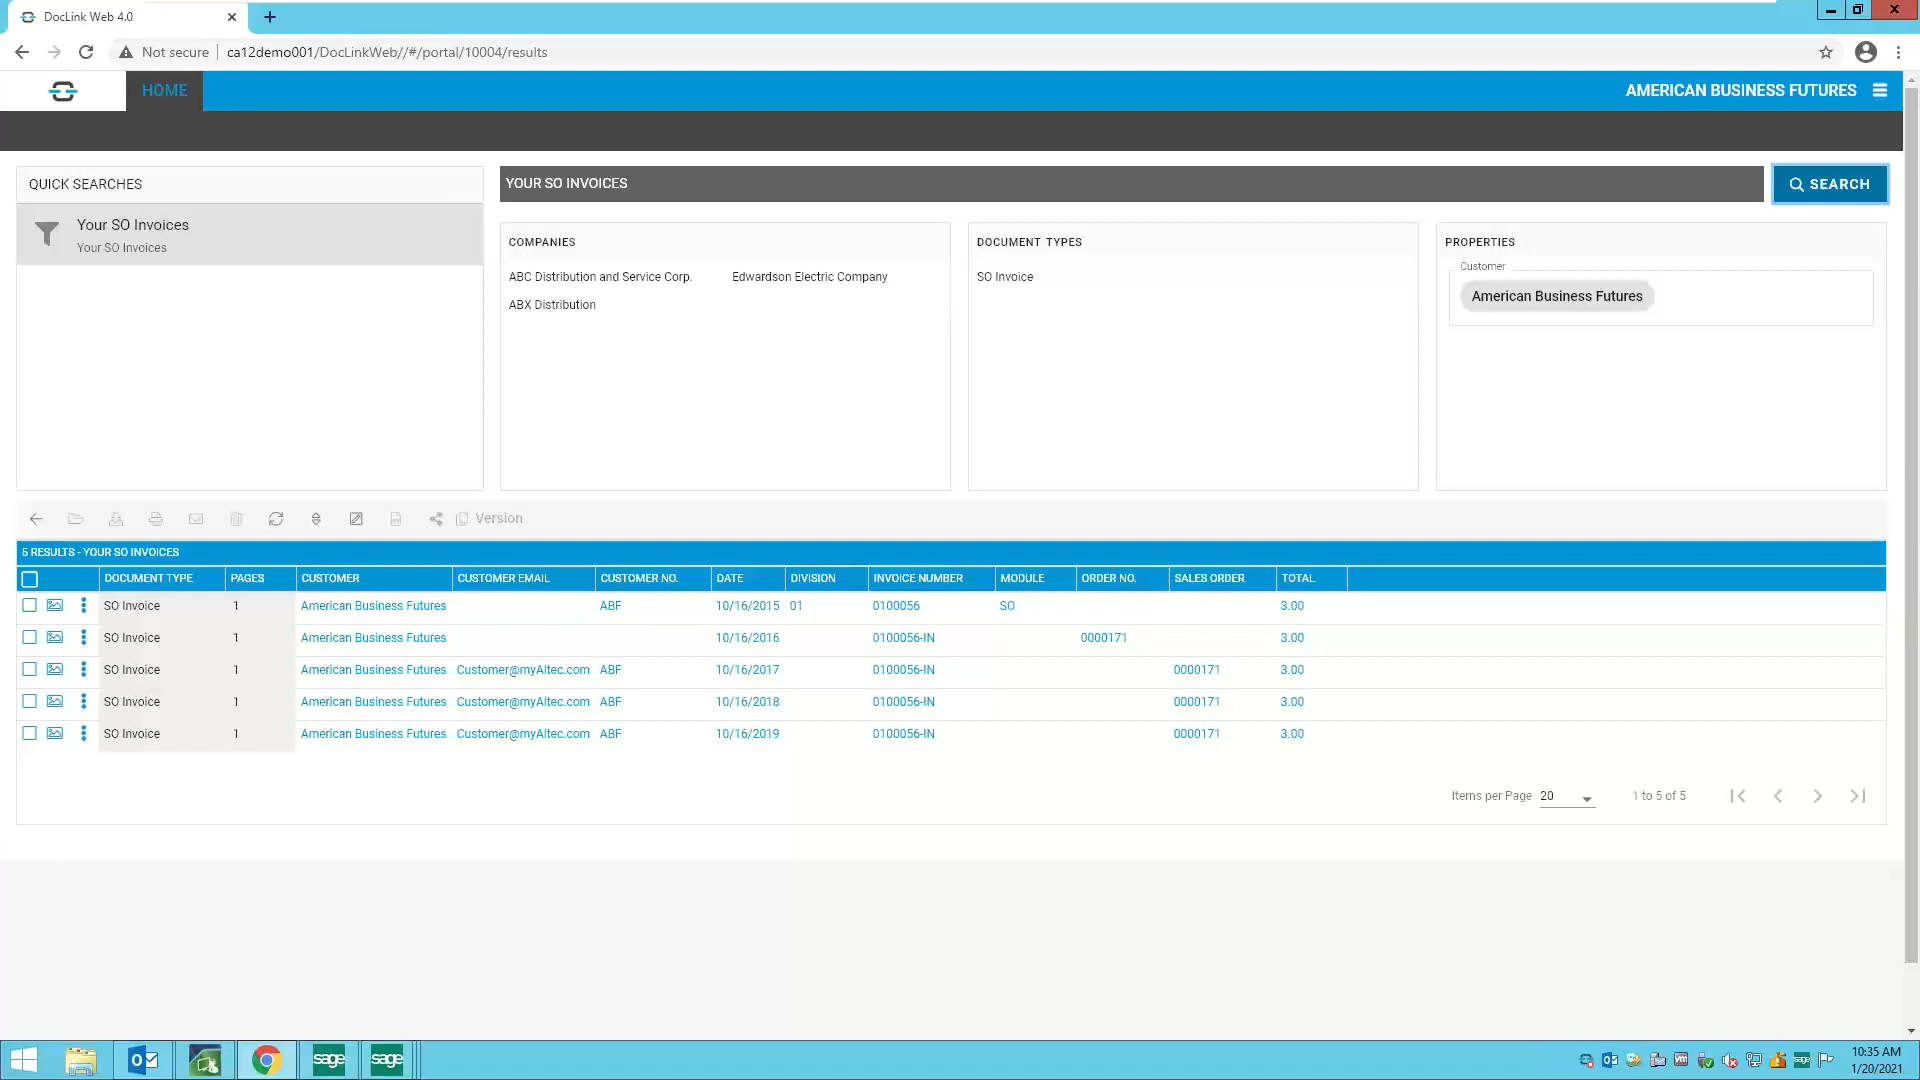 DocLink Web 4.0
Not secure
ca12demo001/DocLinkWeb//#/portal/10004/results
HOME
AMERICAN BUSINESS FUTURES
QUICK SEARCHES
Your SO Invoices
Your SO Invoices
YOUR SO INVOICES
SEARCH
COMPANIES
ABC Distribution and Service Corp. Edwardson Electric Company
ABX Distribution
DOCUMENT TYPES
SO Invoice
PROPERTIES
Customer
American Business Futures
Version
5 RESULTS - YOUR SO INVOICES
DOCUMENT TYPE PAGES CUSTOMER CUSTOMER EMAIL CUSTOMER NO. DATE DIVISION INVOICE NUMBER MODULE ORDER NO. SALES ORDER TOTAL
SO Invoice 1 American Business Futures ABF 10/16/2015 01 0100056 SO 3.00
SO Invoice 1 American Business Futures 10/16/2016 0100056-IN 0000171 3.00
SO Invoice 1 American Business Futures Customer@myAltec.com ABF 10/16/2017 0100056-IN 0000171 3.00
SO Invoice 1 American Business Futures Customer@myAltec.com ABF 10/16/2018 0100056-IN 0000171 3.00
SO Invoice 1 American Business Futures Customer@myAltec.com ABF 10/16/2019 0100056-IN 0000171 3.00
Items per Page 20 1 to 5 of 5
sage sage
10:35 AM
1/20/2021